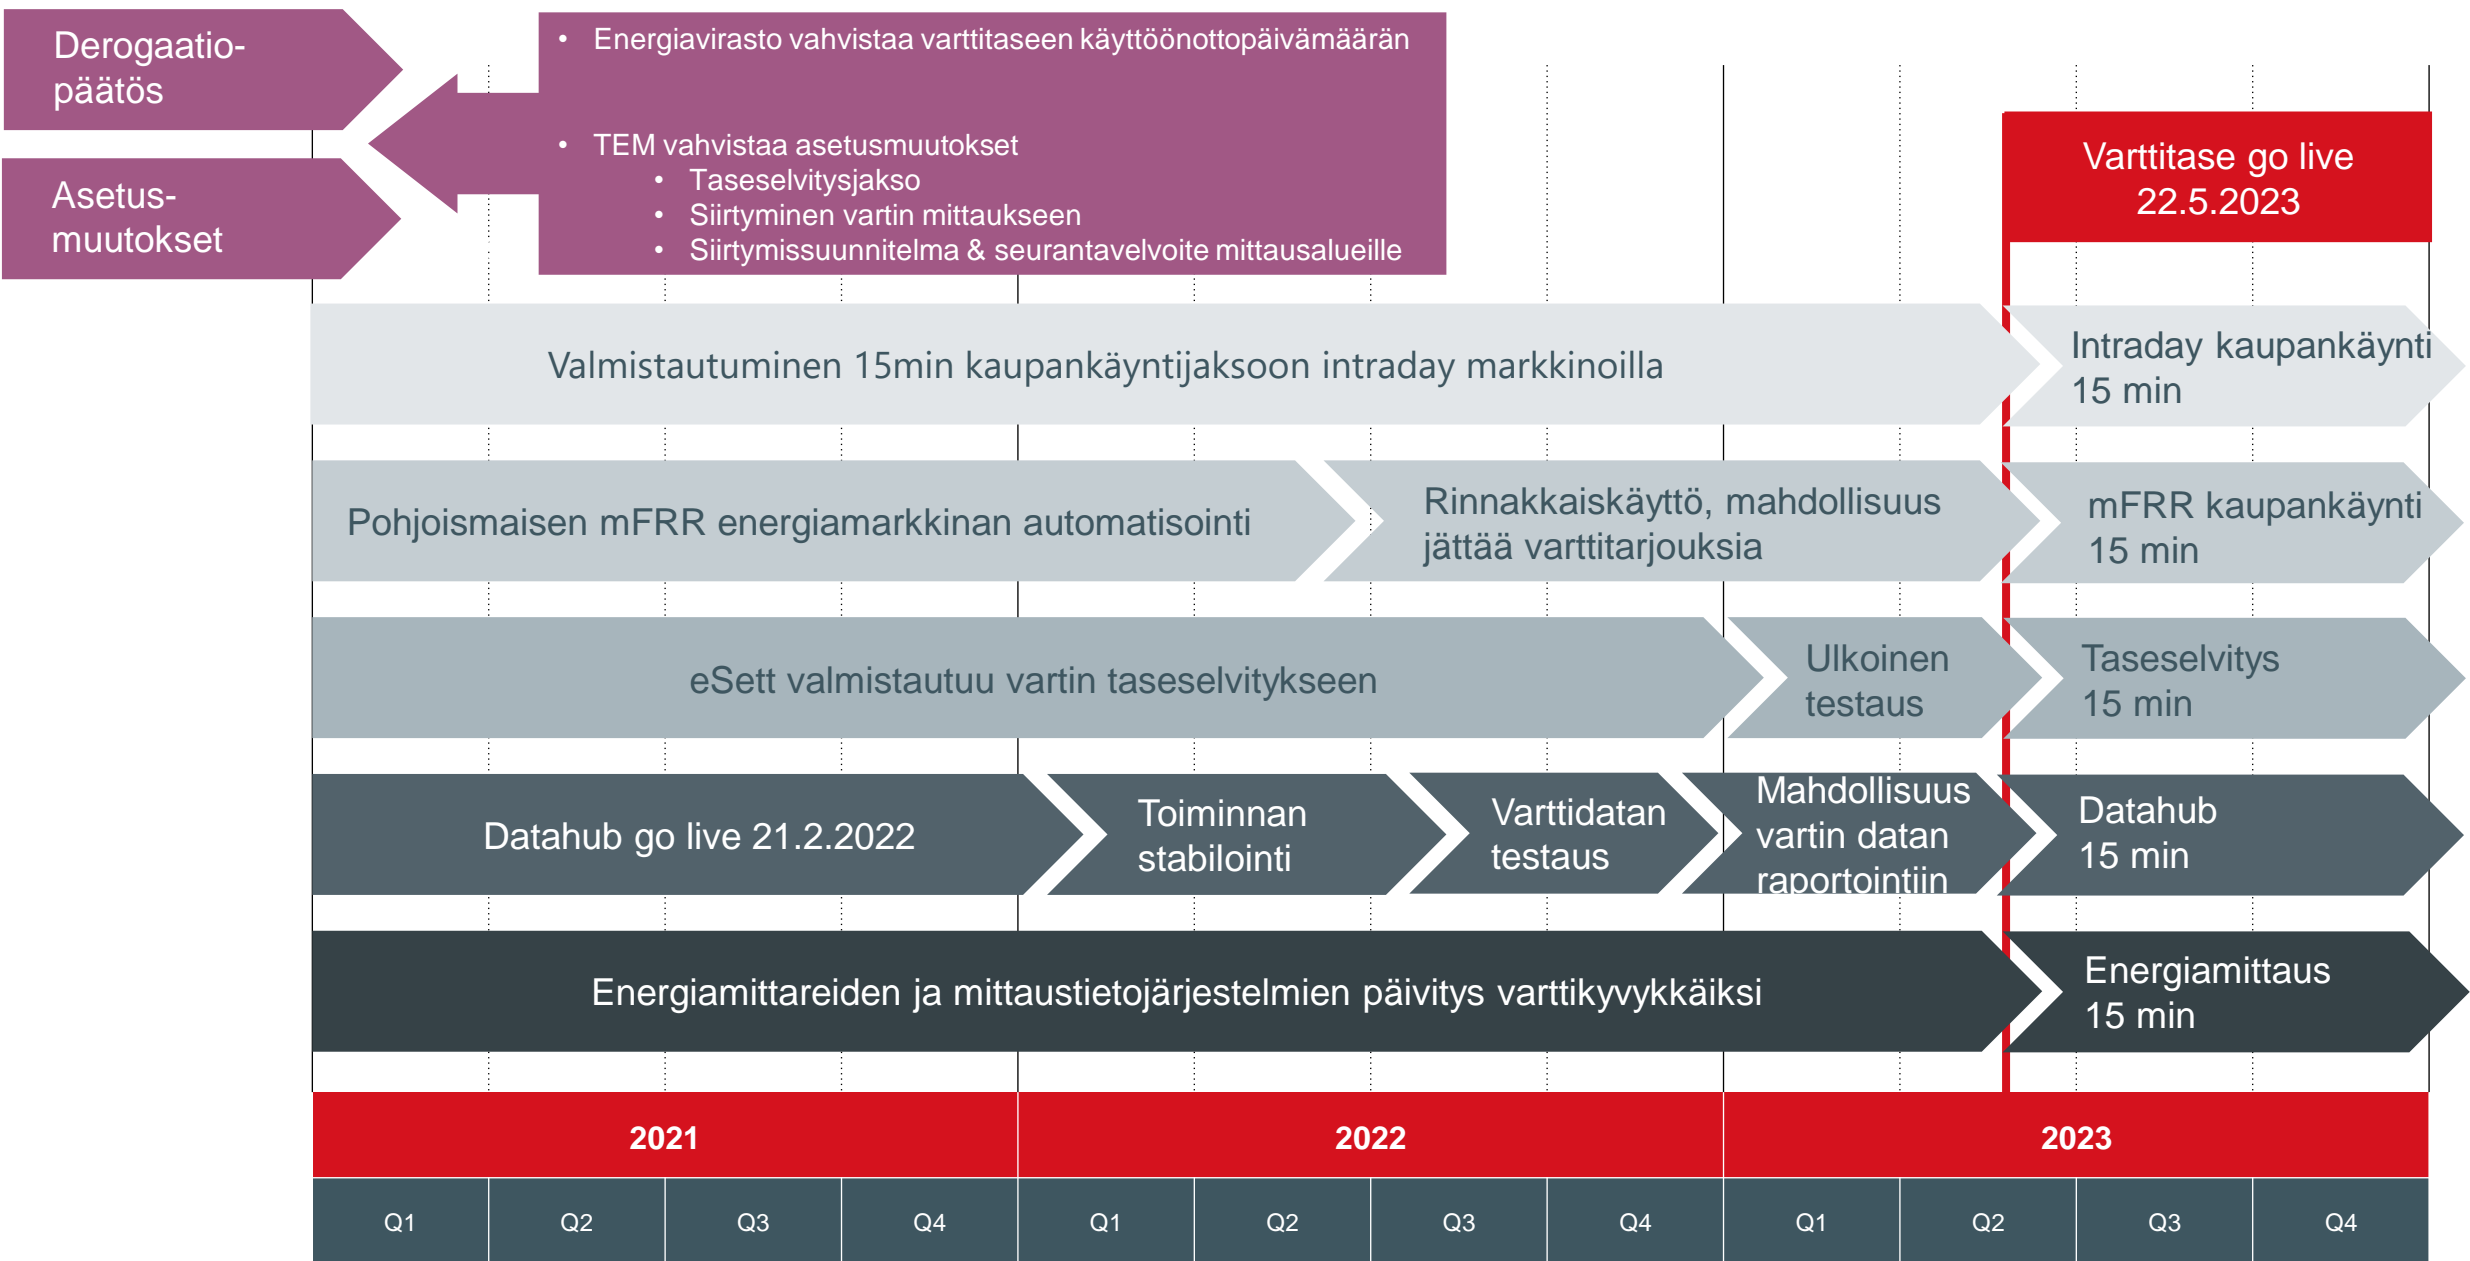 Derogaatio-
päätös
• Energiavirasto vahvistaa varttitaseen käyttöönottopäivämäärän
• TEM vahvistaa asetusmuutokset
• Taseselvitysjakso
• Siirtyminen vartin mittaukseen
• Siirtymissuunnitelma & seurantavelvoite mittausalueille
Asetus-
muutokset
Varttitase go live
22.5.2023
Valmistautuminen 15min kaupankäyntijaksoon intraday markkinoilla
Intraday kaupankäynti
15 min
Pohjoismaisen mFRR energiamarkkinan automatisointi
Rinnakkaiskäyttö, mahdollisuus
jättää varttitarjouksia
mFRR kaupankäynti
15 min
eSett valmistautuu vartin taseselvitykseen
Ulkoinen
testaus
Taseselvitys
15 min
Datahub go live 21.2.2022
Toiminnan
stabilointi
Varttidatan
testaus
Mahdollisuus
vartin datan
raportointiin
Datahub
15 min
Energiamittareiden ja mittaustietojärjestelmien päivitys varttikyvykkäiksi
Energiamittaus
15 min
2021 2022 2023
Q1 Q2 Q3 Q4 Q1 Q2 Q3 Q4 Q1 Q2 Q3 Q4